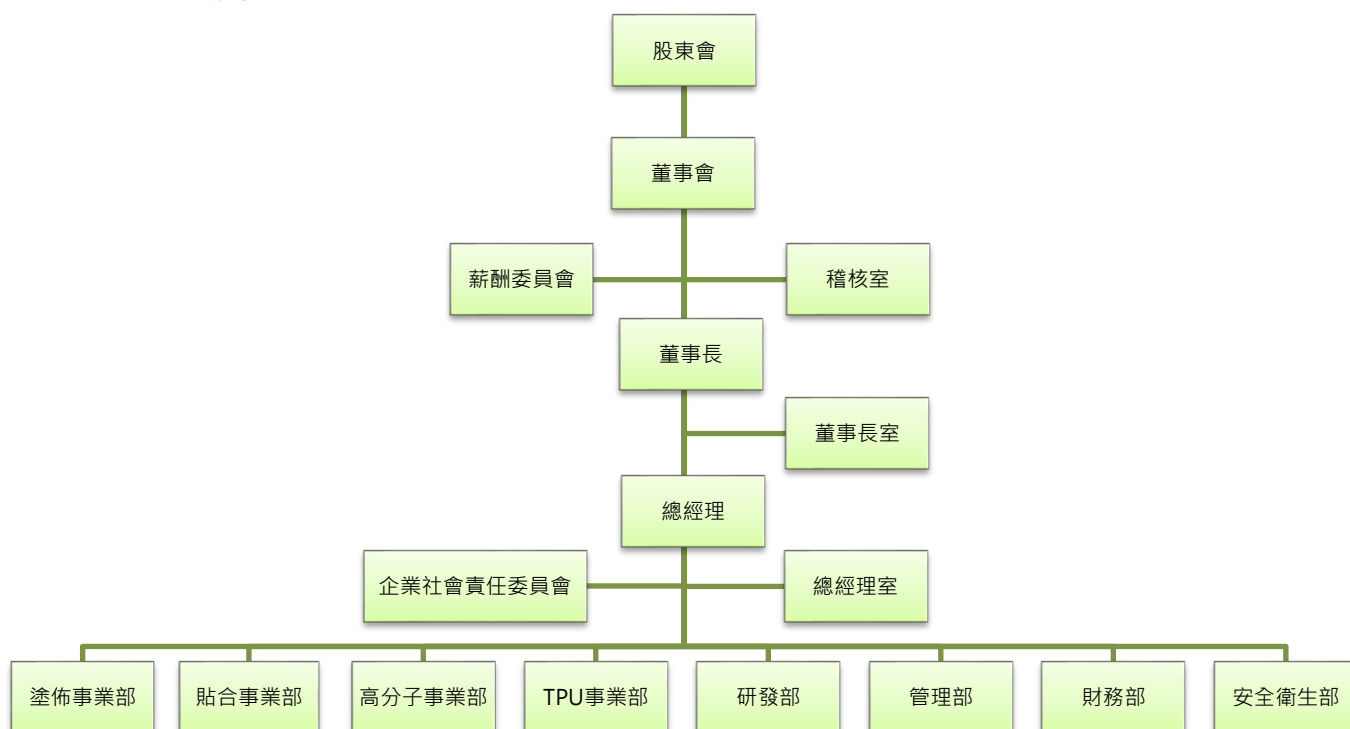 股東會
董事會
薪酬委員會
稽核室
董事長
董事長室
總經理
企業社會責任委員會
總經理室
塗佈事業部
貼合事業部
高分子事業部
TPU事業部
研發部
管理部
財務部
安全衛生部